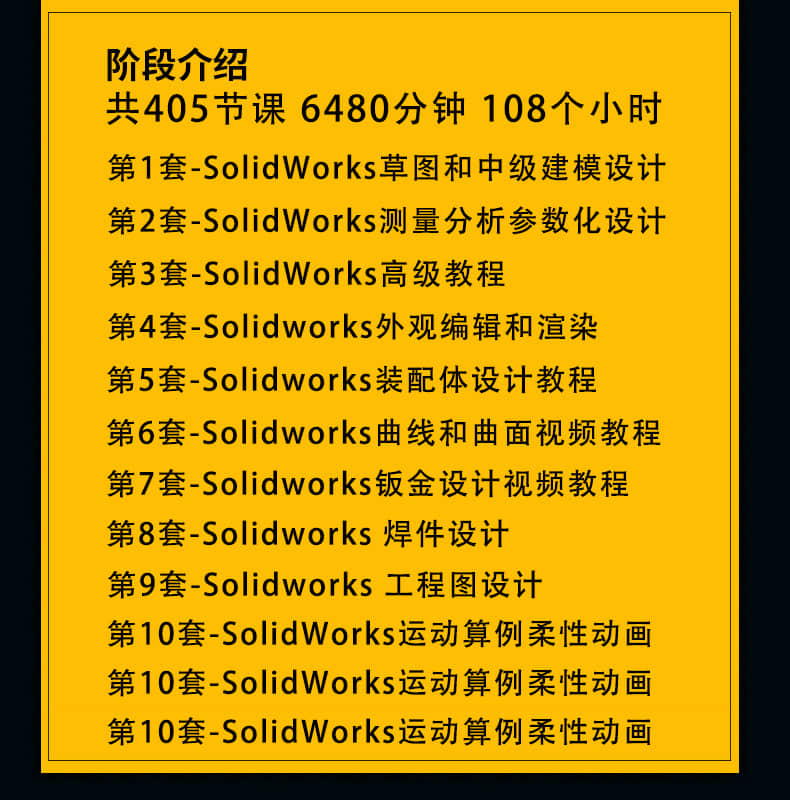 阶段介绍
共405节课 6480分钟 108个小时
第1套-SolidWorks草图和中级建模设计
第2套-SolidWorks测量分析参数化设计
第3套-SolidWorks高级教程
第4套-Solidworks外观编辑和渲染
第5套-Solidworks装配体设计教程
第6套-Solidworks曲线和曲面视频教程
第7套-Solidworks钣金设计视频教程
第8套-Solidworks 焊件设计
第9套-Solidworks 工程图设计
第10套-SolidWorks运动算例柔性动画
第10套-SolidWorks运动算例柔性动画
第10套-SolidWorks运动算例柔性动画